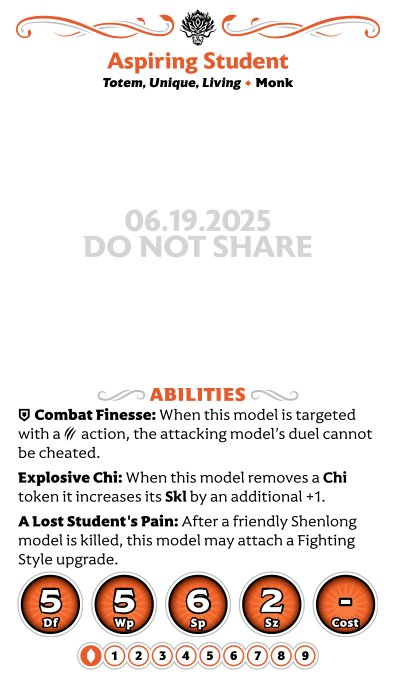 Aspiring Student
Totem, Unique, Living • Monk
06.19.2025
DO NOT SHARE
ABILITIES
Combat Finesse: When this model is targeted
with a action, the attacking model's duel cannot
be cheated.
Explosive Chi: When this model removes a Chi
token it increases its Skl by an additional +1.
A Lost Student's Pain: After a friendly Shenlong
model is killed, this model may attach a Fighting
Style upgrade.
5 5 6 2 -
Df Wp Sp Sz Cost
1 2 3 4 5 6 7 8 9